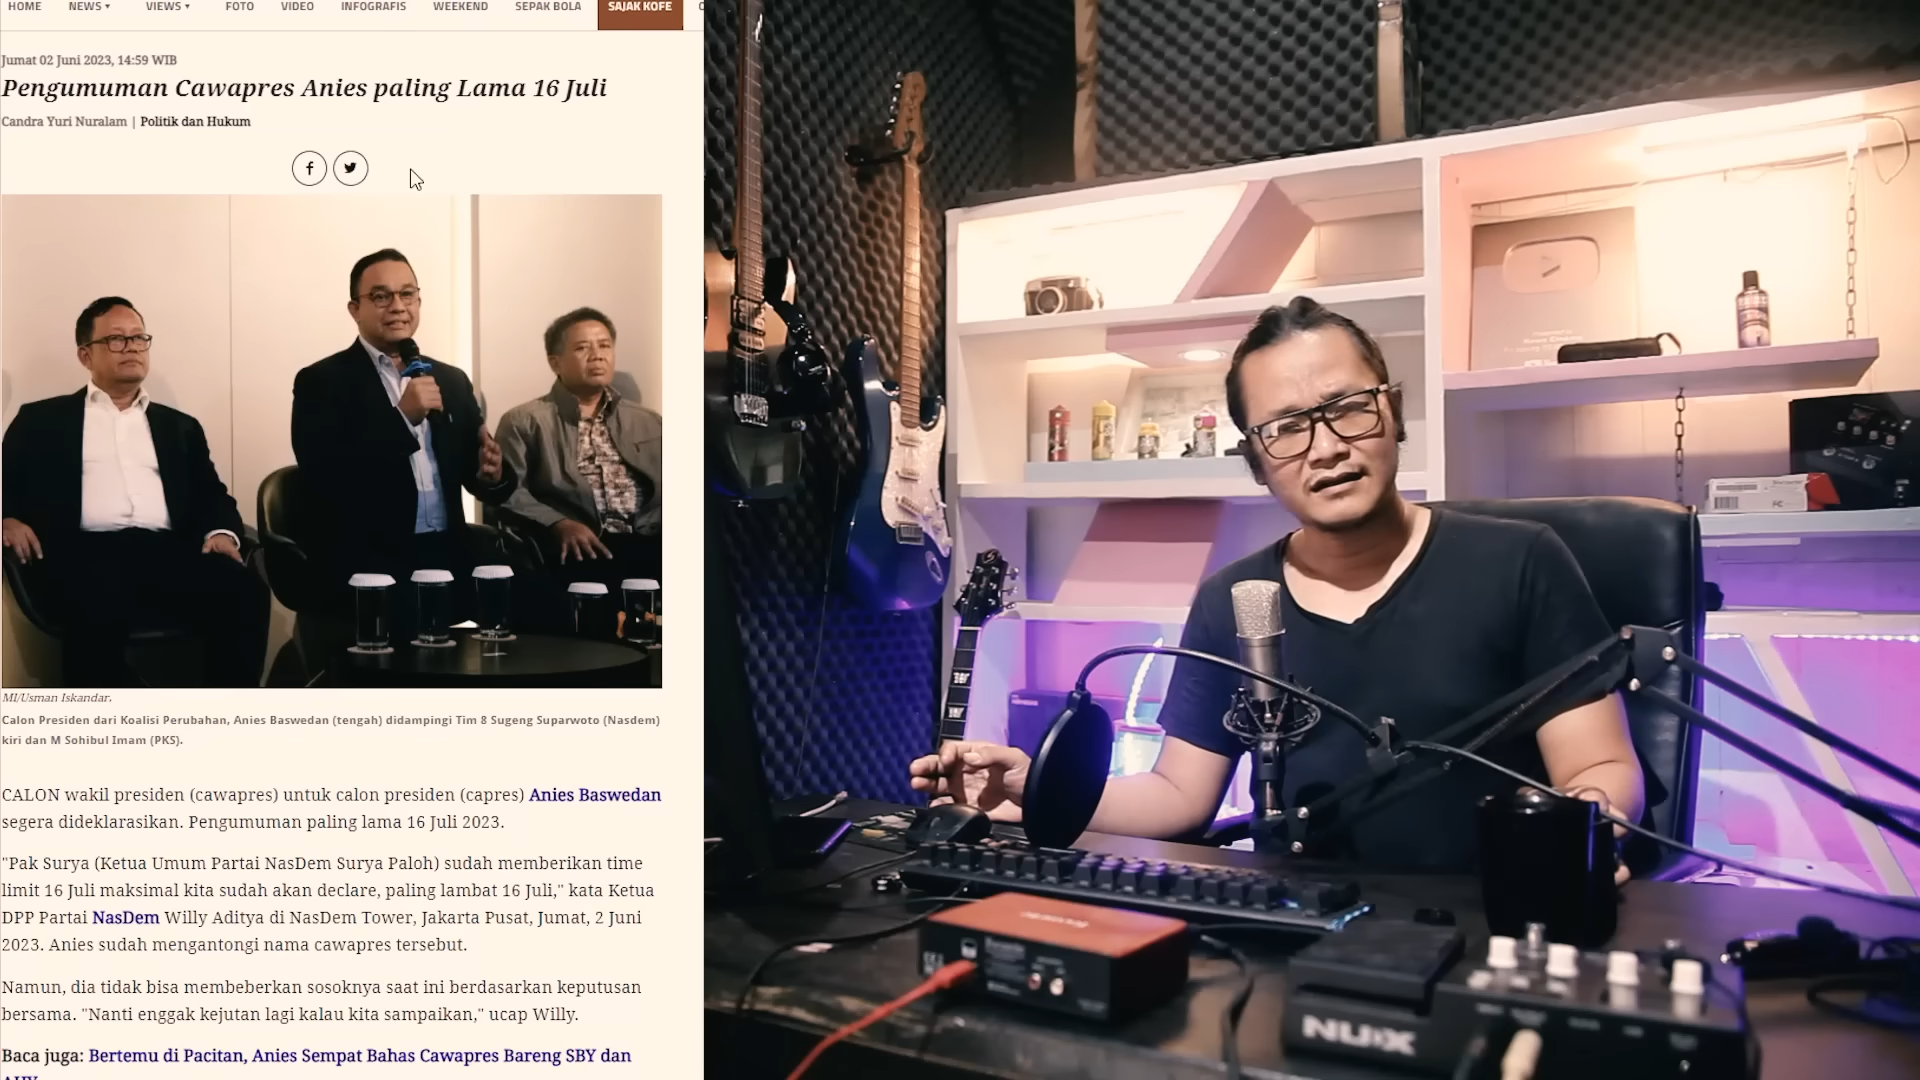 HOME NEWS VIEWS FOTO VIDEO INFOGRAFIS WEEKEND SEPAK BOLA SAJAK KOFE
Jumat 02 Juni 2023, 14:59 WIB
Pengumuman Cawapres Anies paling Lama 16 Juli
Candra Yuri Nuralam | Politik dan Hukum
MI/Usman Iskandar.
Calon Presiden dari Koalisi Perubahan, Anies Baswedan (tengah) didampingi Tim 8 Sugeng Suparwoto (Nasdem)
kiri dan M Sohibul Imam (PKS).
CALON wakil presiden (cawapres) untuk calon presiden (capres) Anies Baswedan
segera dideklarasikan. Pengumuman paling lama 16 Juli 2023.
"Pak Surya (Ketua Umum Partai NasDem Surya Paloh) sudah memberikan time
limit 16 Juli maksimal kita sudah akan declare, paling lambat 16 Juli," kata Ketua
DPP Partai NasDem Willy Aditya di NasDem Tower, Jakarta Pusat, Jumat, 2 Juni
2023. Anies sudah mengantongi nama cawapres tersebut.
Namun, dia tidak bisa membeberkan sosoknya saat ini berdasarkan keputusan
bersama. "Nanti enggak kejutan lagi kalau kita sampaikan," ucap Willy.
Baca juga: Bertemu di Pacitan, Anies Sempat Bahas Cawapres Bareng SBY dan
AHY
NUX